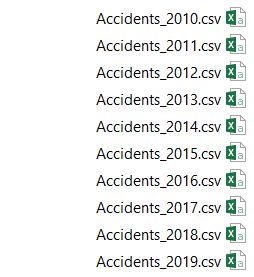 Accidents_2010.csv
Accidents_2011.csv
Accidents_2012.csv
Accidents_2013.csv
Accidents_2014.csv
Accidents_2015.csv
Accidents_2016.csv
Accidents_2017.csv
Accidents_2018.csv
Accidents_2019.csv